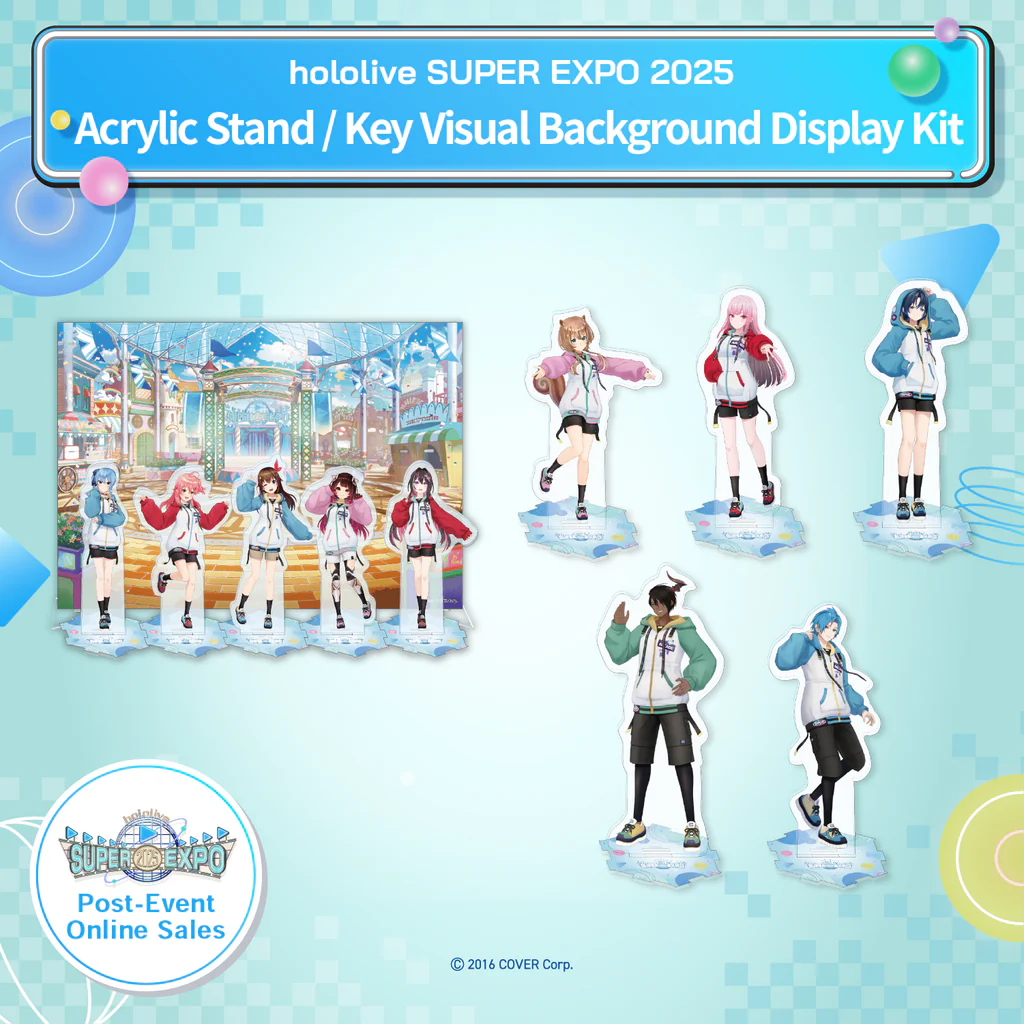 hololive SUPER EXPO 2025
Acrylic Stand / Key Visual Background Display Kit
hololive
SUPER EXPO
Post-Event
Online Sales
© 2016 COVER Corp.